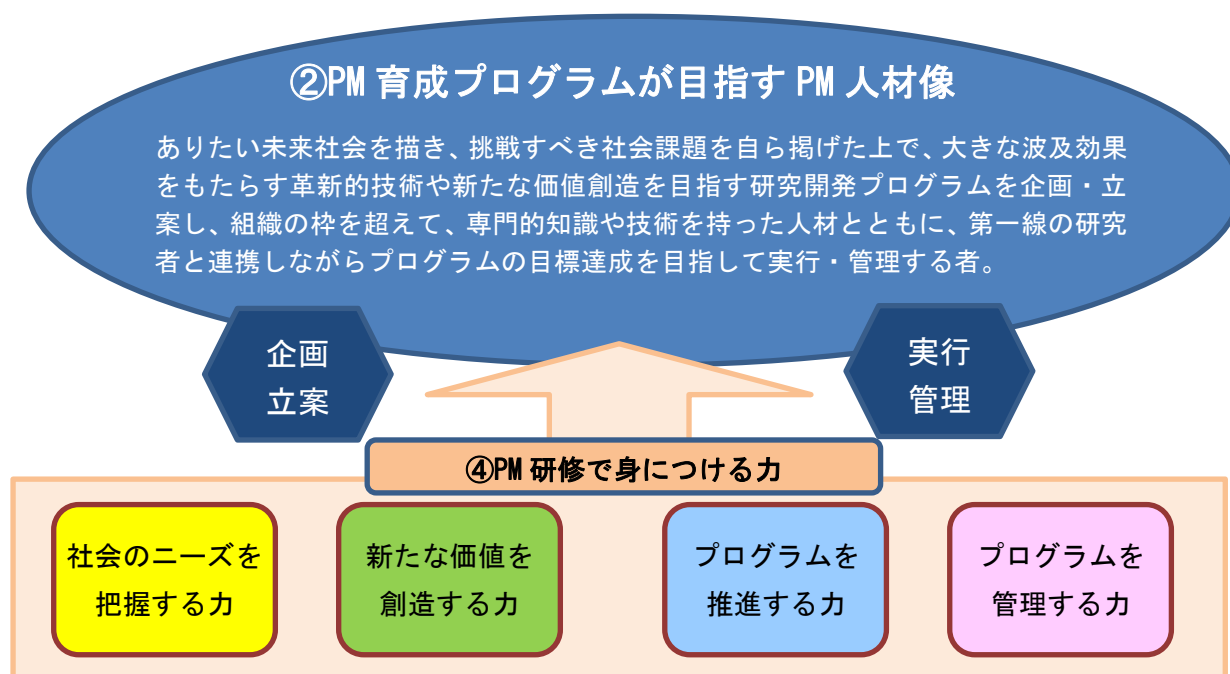 ②PM 育成プログラムが目指す PM 人材像
ありたい未来社会を描き、挑戦すべき社会課題を自ら掲げた上で、大きな波及効果
をもたらす革新的技術や新たな価値創造を目指す研究開発プログラムを企画・立
案し、組織の枠を超えて、専門的知識や技術を持った人材とともに、第一線の研究
者と連携しながらプログラムの目標達成を目指して実行・管理する者。
企画
立案
実行
管理
④PM 研修で身につける力
社会のニーズを
把握する力
新たな価値を
創造する力
プログラムを
推進する力
プログラムを
管理する力